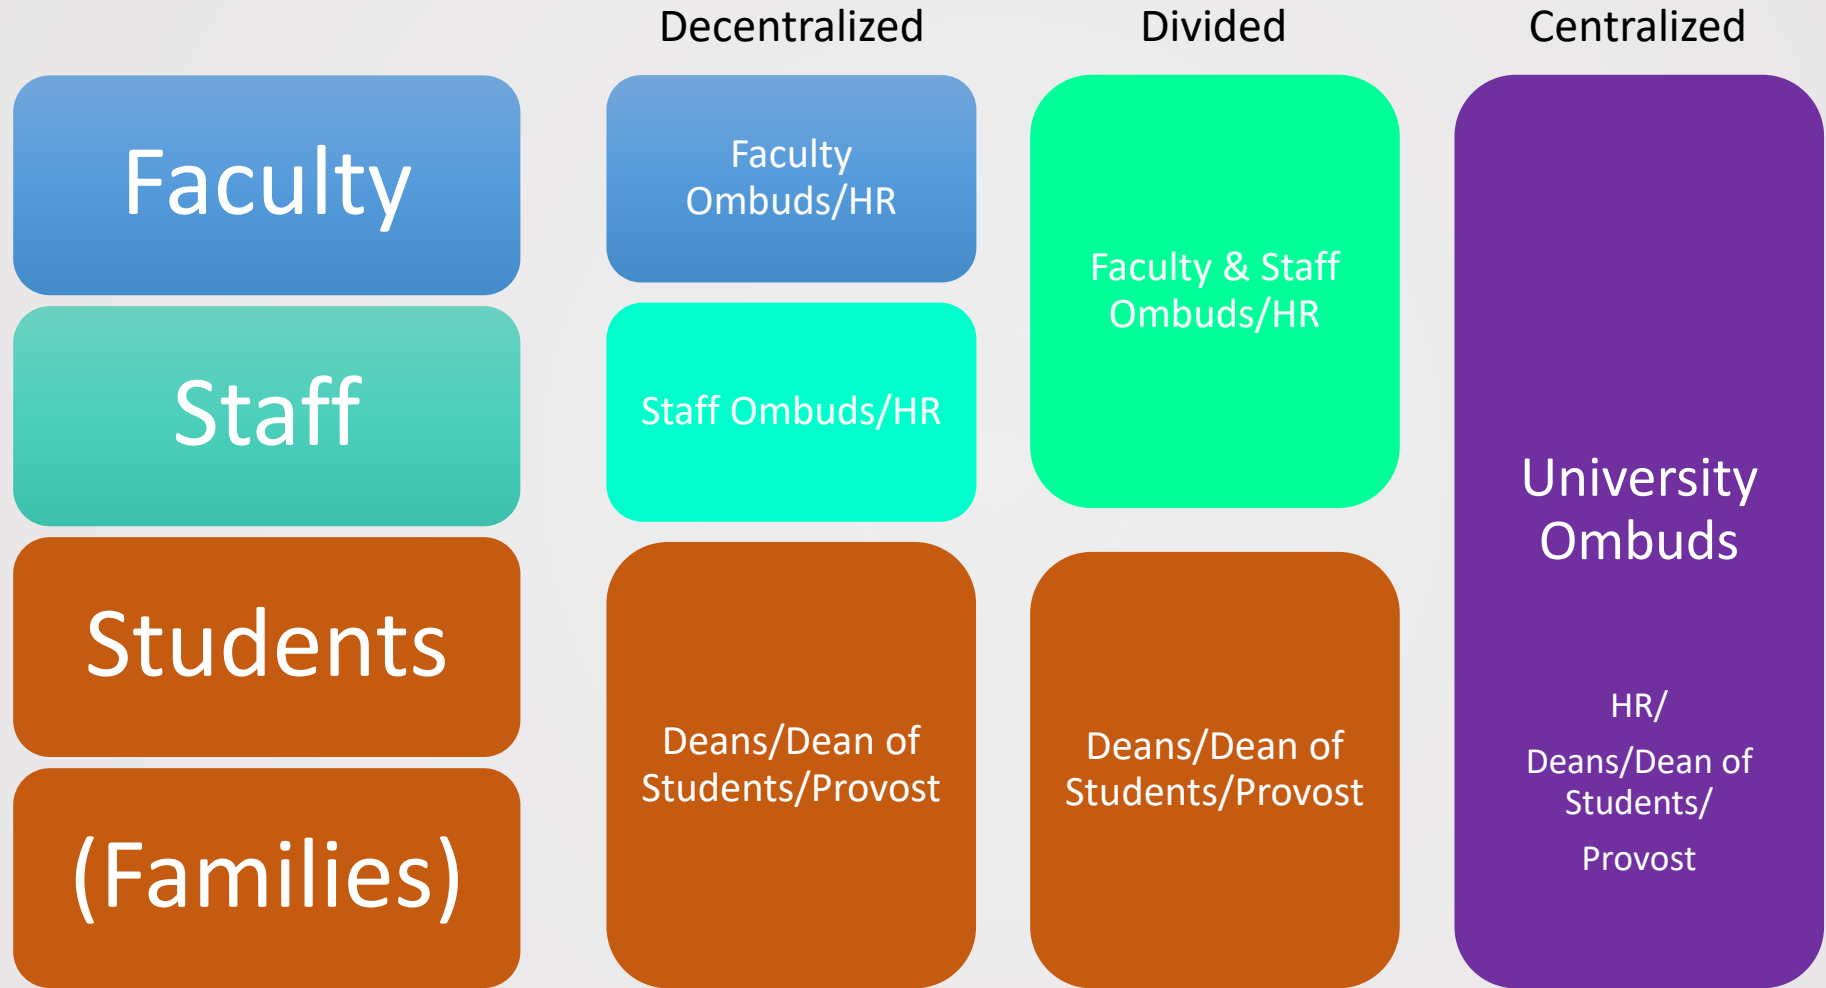 Decentralized
Divided
Centralized
Faculty
Staff
Students
(Families)
Faculty
Ombuds/HR
Staff Ombuds/HR
Deans/Dean of
Students/Provost
Faculty & Staff
Ombuds/HR
Deans/Dean of
Students/Provost
University
Ombuds
HR/
Deans/Dean of
Students/
Provost